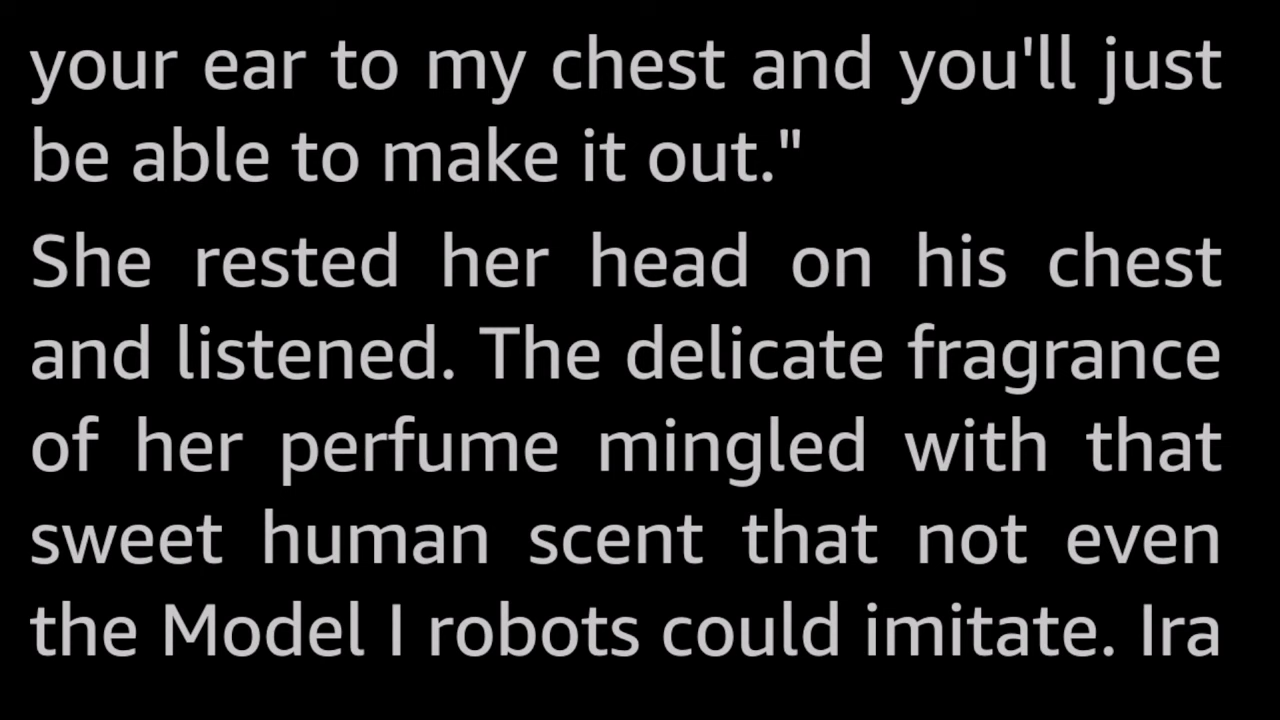 your ear to my chest and you'll just
be able to make it out."
She rested her head on his chest
and listened. The delicate fragrance
of her perfume mingled with that
sweet human scent that not even
the Model I robots could imitate. Ira